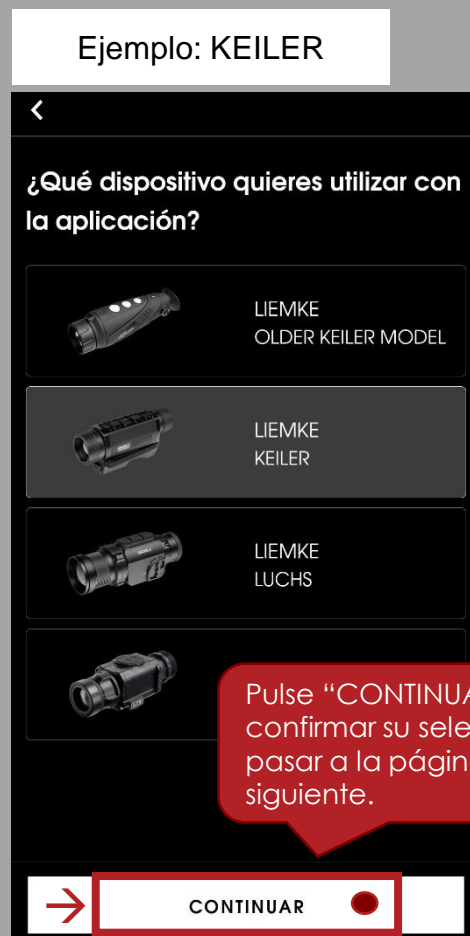 Ejemplo: KEILER
¿Qué dispositivo quieres utilizar con
la aplicación?
LIEMKE
OLDER KEILER MODEL
LIEMKE
KEILER
LIEMKE
LUCHS
Pulse “CONTINUA
confirmar su sele
pasar a la págin
siguiente.
CONTINUAR